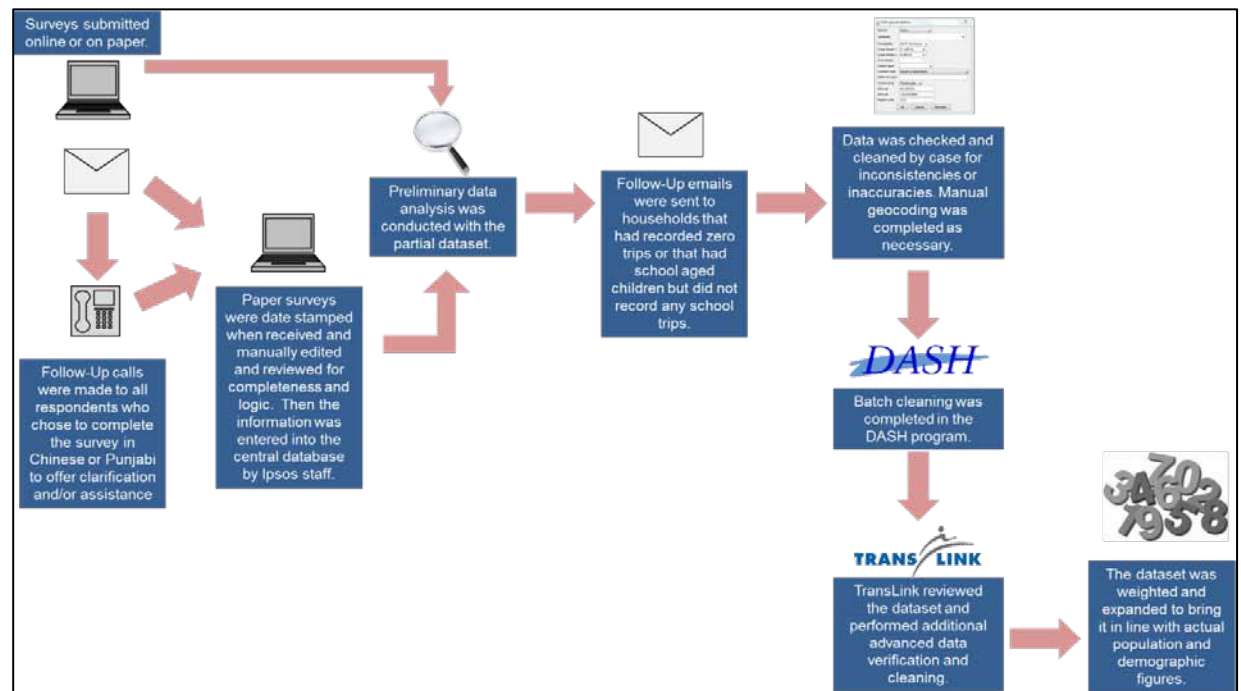 Surveys submitted
online or on paper.
Follow-Up calls
were made to all
respondents who
chose to complete
the survey in
Chinese or Punjabi
to offer clarification
and/or assistance
Paper surveys
were date stamped
when received and
manually edited
and reviewed for
completeness and
logic. Then the
information was
entered into the
central database
by Ipsos staff.
Preliminary data
analysis was
conducted with the
partial dataset.
Follow-Up emails
were sent to
households that
had recorded zero
trips or that had
school aged
children but did not
record any school
trips.
Data was checked and
cleaned by case for
inconsistencies or
inaccuracies. Manual
geocoding was
completed as
necessary.
DASH
Batch cleaning was
completed in the
DASH program.
TRANS LINK
TransLink reviewed
the dataset and
performed additional
advanced data
verification and
cleaning.
The dataset was
weighted and
expanded to bring
it in line with actual
population and
demographic
figures.